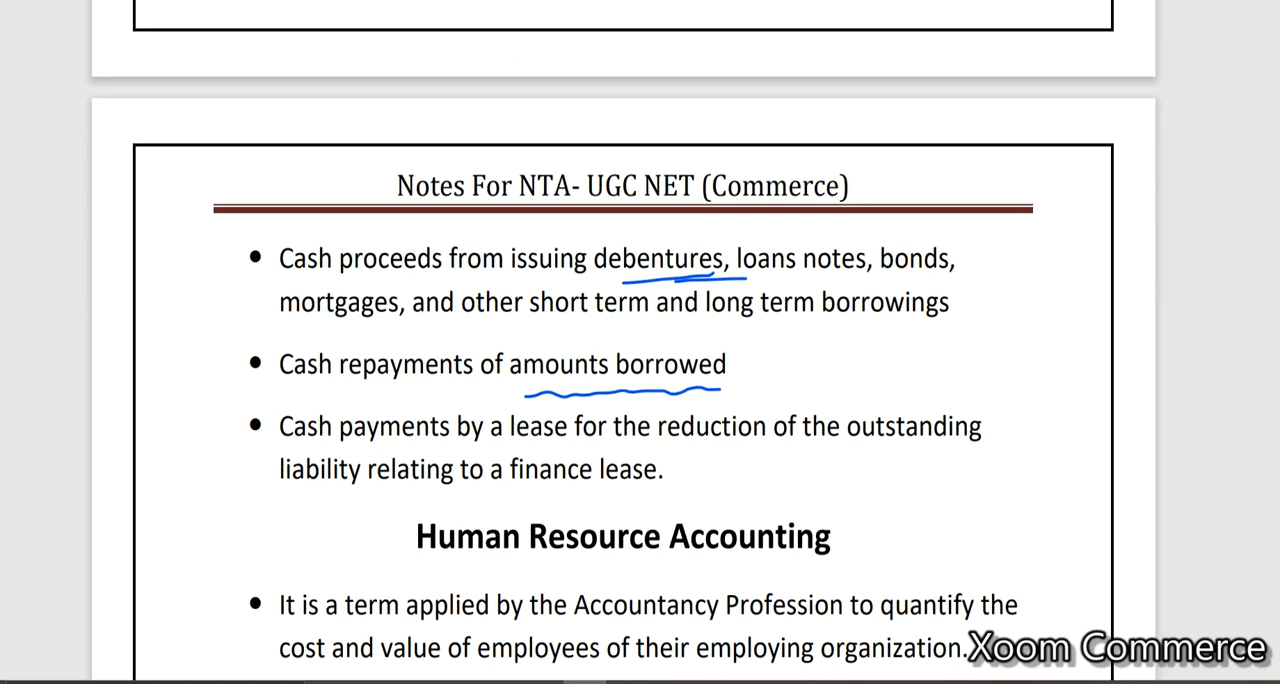 Notes For NTA- UGC NET (Commerce)
• Cash proceeds from issuing debentures, loans notes, bonds,
mortgages, and other short term and long term borrowings
• Cash repayments of amounts borrowed
• Cash payments by a lease for the reduction of the outstanding
liability relating to a finance lease.
Human Resource Accounting
• It is a term applied by the Accountancy Profession to quantify the
cost and value of employees of their employing organization.
Xoom Commerce